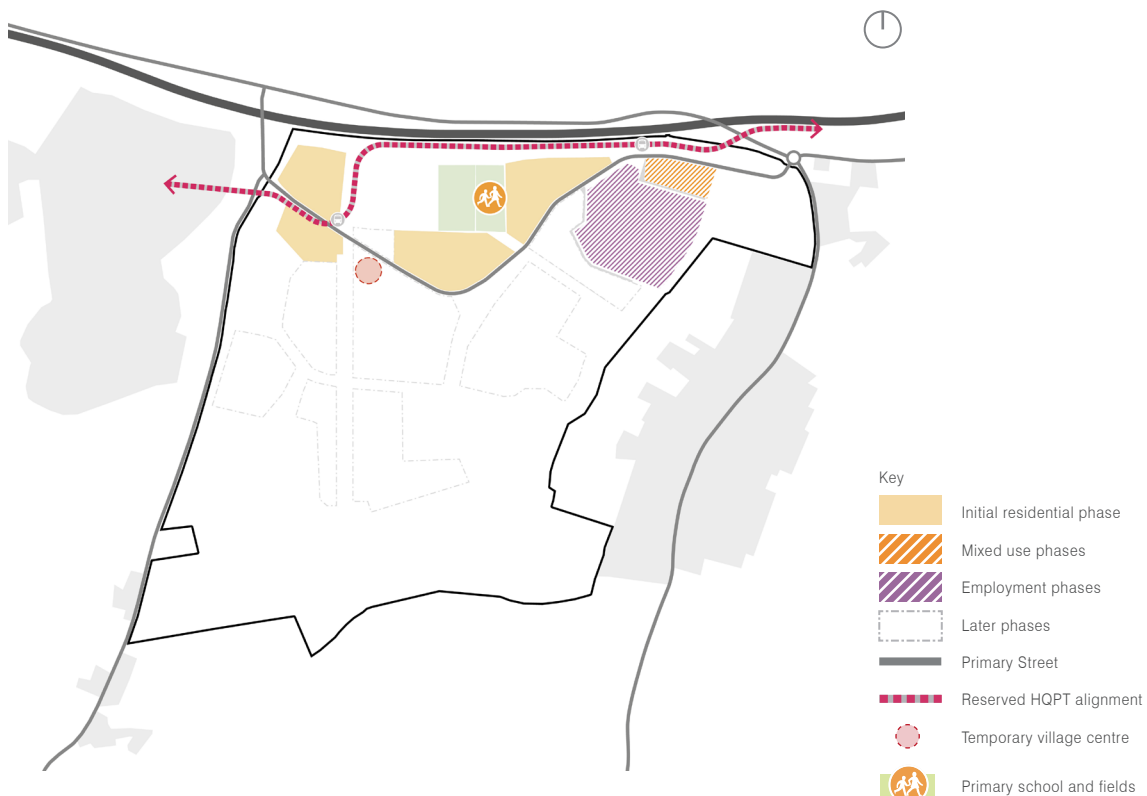 Key
Initial residential phase
Mixed use phases
Employment phases
Later phases
Primary Street
Reserved HQPT alignment
Temporary village centre
Primary school and fields